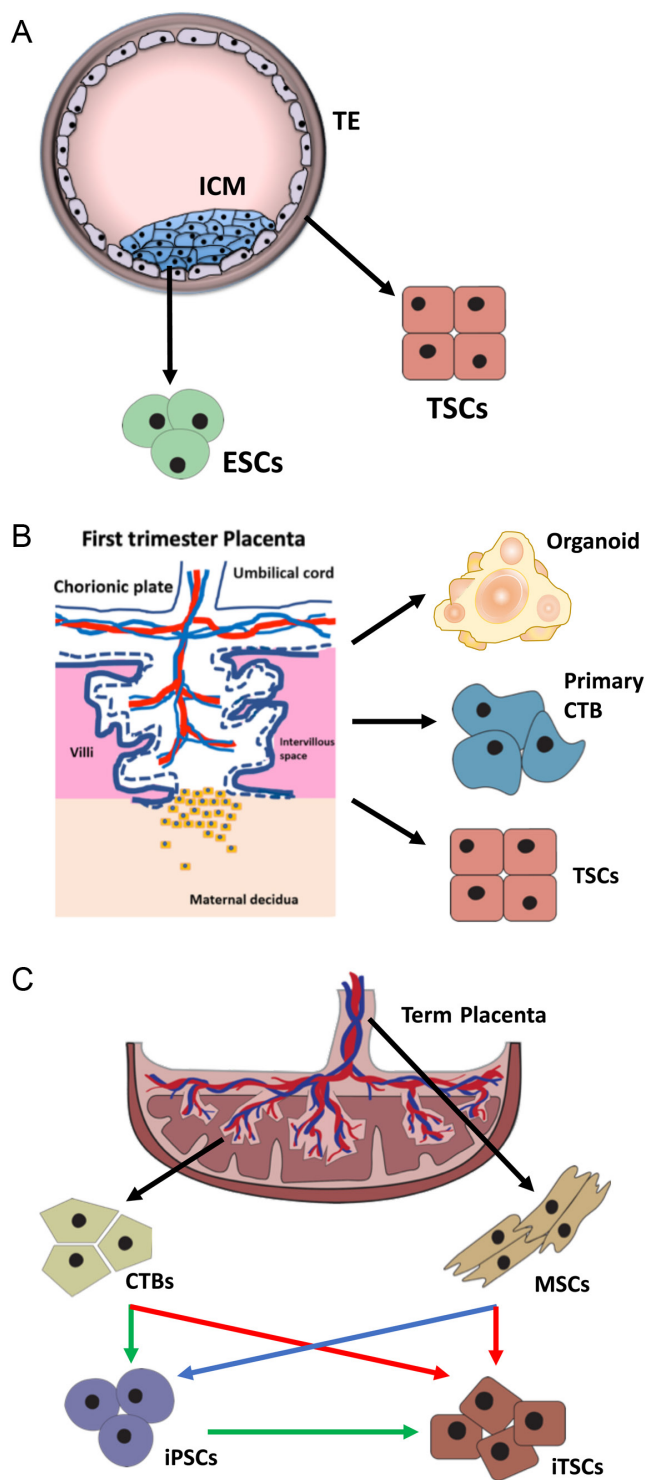 A
TE
ICM
TSCs
ESCs
B
First trimester Placenta
Organoid
Umbilical cord
Chorionic plate
Primary
CTB
Villi
Intervillous
space
TSCs
Maternal decidua
C
Term Placenta
CTBs
MSCs
iPSCs
iTSCs